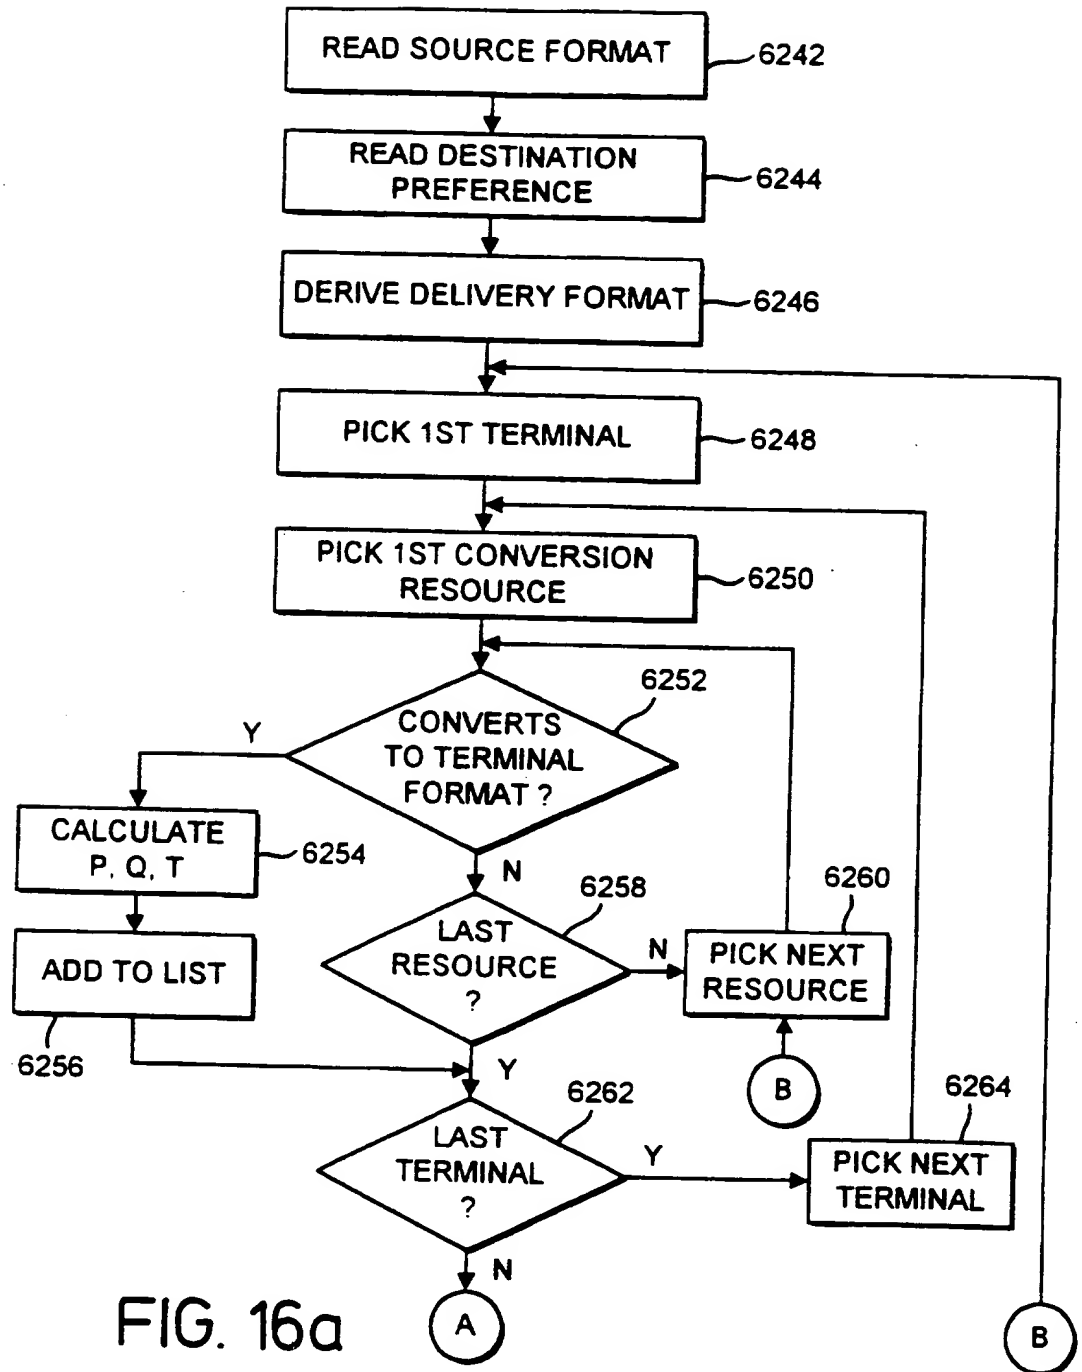 READ SOURCE FORMAT
6242
READ DESTINATION
PREFERENCE
6244
DERIVE DELIVERY FORMAT
6246
PICK 1ST TERMINAL
6248
PICK 1ST CONVERSION
RESOURCE
6250
6252
CONVERTS
TO TERMINAL
FORMAT ?
Y
CALCULATE
P, Q, T
6254
N
6258
6260
LAST
RESOURCE
?
N
PICK NEXT
RESOURCE
ADD TO LIST
6256
Y
B
6262
6264
LAST
TERMINAL
?
Y
PICK NEXT
TERMINAL
N
A
B
FIG. 16a